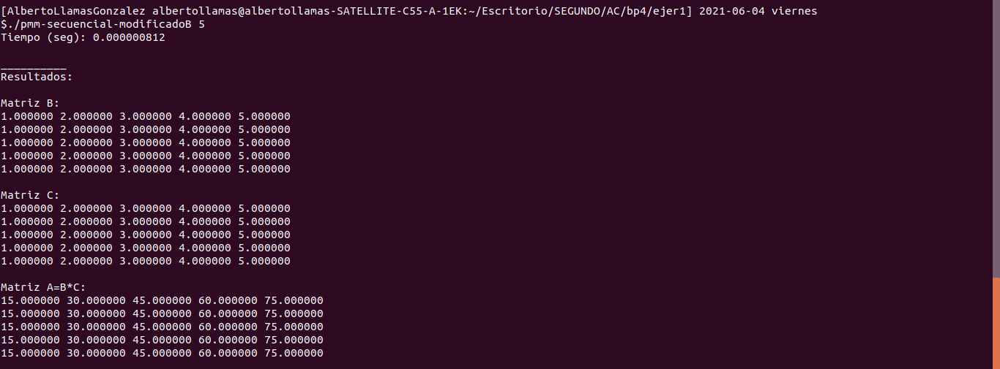 [AlbertoLlamasGonzalez albertollamas@albertollamas-SATELLITE-C55-A-1EK:~/Escritorio/SEGUNDO/AC/bp4/ejer1] 2021-06-04 viernes
$./pmm-secuencial-modificadoB 5
Tiempo (seg): 0.000000812
__________
Resultados:
Matriz B:
1.000000 2.000000 3.000000 4.000000 5.000000
1.000000 2.000000 3.000000 4.000000 5.000000
1.000000 2.000000 3.000000 4.000000 5.000000
1.000000 2.000000 3.000000 4.000000 5.000000
1.000000 2.000000 3.000000 4.000000 5.000000
Matriz C:
1.000000 2.000000 3.000000 4.000000 5.000000
1.000000 2.000000 3.000000 4.000000 5.000000
1.000000 2.000000 3.000000 4.000000 5.000000
1.000000 2.000000 3.000000 4.000000 5.000000
1.000000 2.000000 3.000000 4.000000 5.000000
Matriz A=B*C:
15.000000 30.000000 45.000000 60.000000 75.000000
15.000000 30.000000 45.000000 60.000000 75.000000
15.000000 30.000000 45.000000 60.000000 75.000000
15.000000 30.000000 45.000000 60.000000 75.000000
15.000000 30.000000 45.000000 60.000000 75.000000